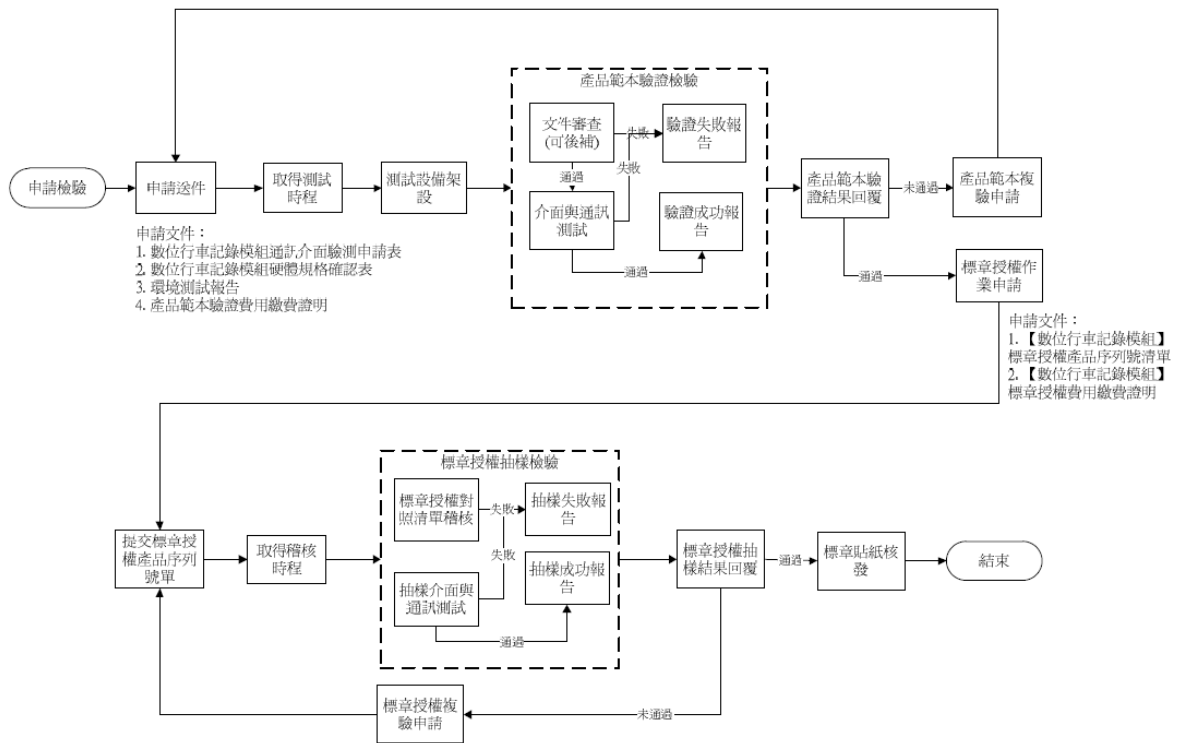 產品範本驗證檢驗
文件審查
(可後補)
失敗
驗證失敗報
告
通過
失敗
申請檢驗
申請送件
取得測試
時程
測試設備架
設
介面與通訊
測試
驗證成功報
告
通過
產品範本驗
證結果回覆
未通過
產品範本複
驗申請
通過
標章授權作
業申請
申請文件：
1. 數位行車記錄模組通訊介面驗測申請表
2. 數位行車記錄模組硬體規格確認表
3. 環境測試報告
4. 產品範本驗證費用繳費證明
申請文件：
1.【數位行車記錄模組】
標章授權產品序列號清單
2.【數位行車記錄模組】
標章授權費用繳費證明
標章授權抽樣檢驗
標章授權對
照清單稽核
失敗
抽樣失敗報
告
失敗
提交標章授
權產品序列
號單
取得稽核
時程
抽樣介面與
通訊測試
抽樣成功報
告
通過
標章授權抽
樣結果回覆
通過
標章貼紙核
發
結束
標章授權複
驗申請
未通過